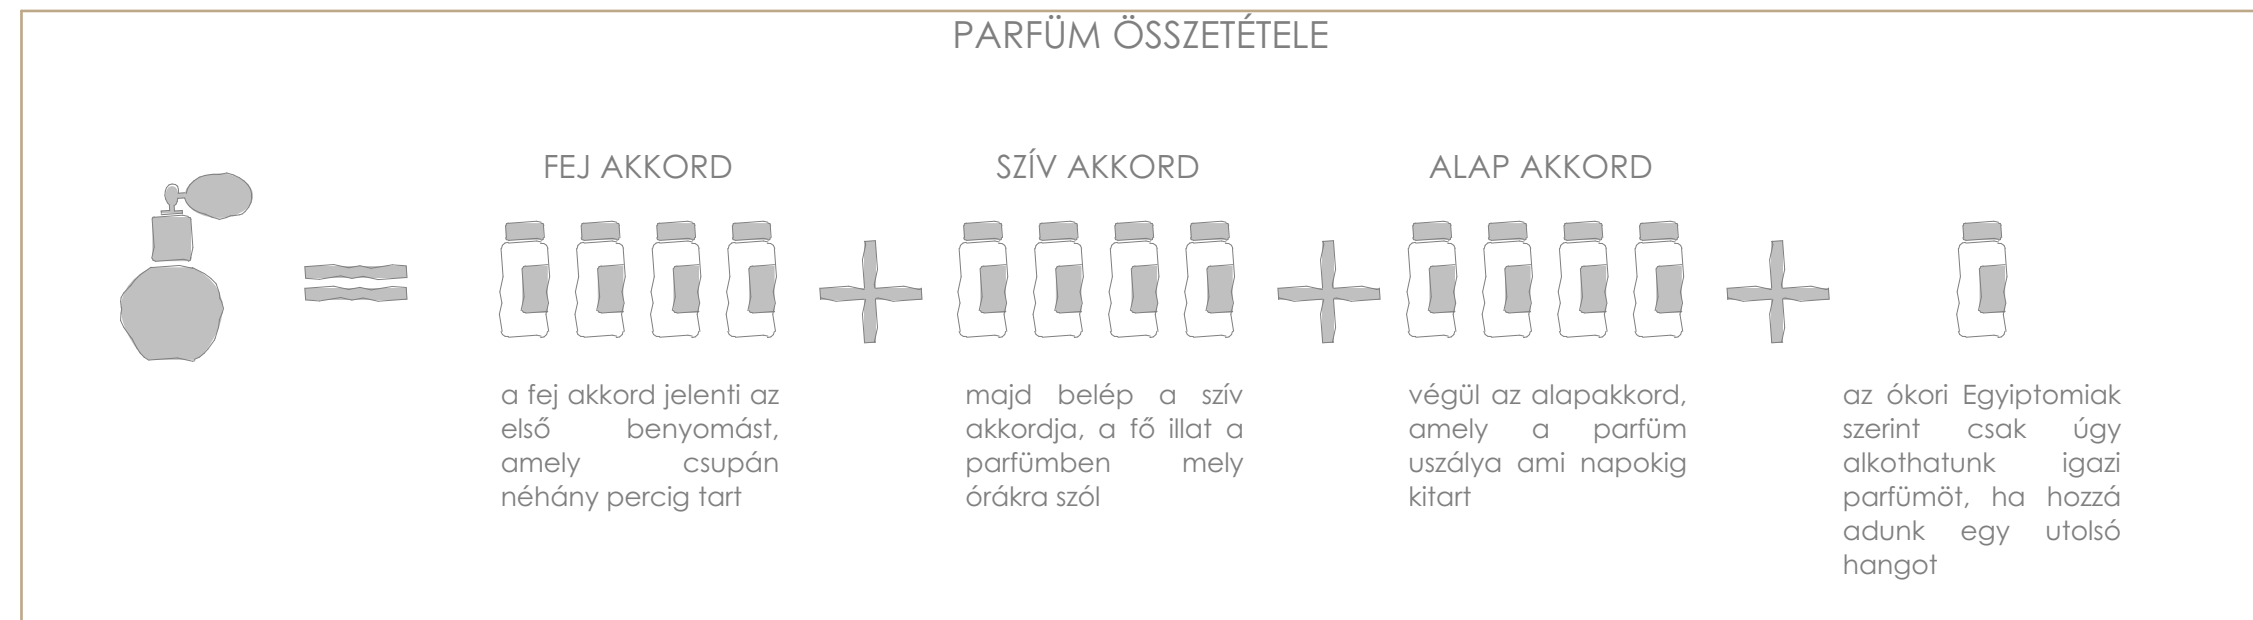 PARFÜM ÖSSZETÉTELE
FEJ AKKORD
a fej akkord jelenti az
első benyomást,
amely csupán
néhány percig tart
SZÍV AKKORD
majd belép a szív
akkordja, a fő illat a
parfümben mely
órákra szól
ALAP AKKORD
végül az alapakkord,
amely a parfüm
uszálya ami napokig
kitart
az ókori Egyiptomiak
szerint csak úgy
alkothatunk igazi
parfümöt, ha hozzá
adunk egy utolsó
hangot